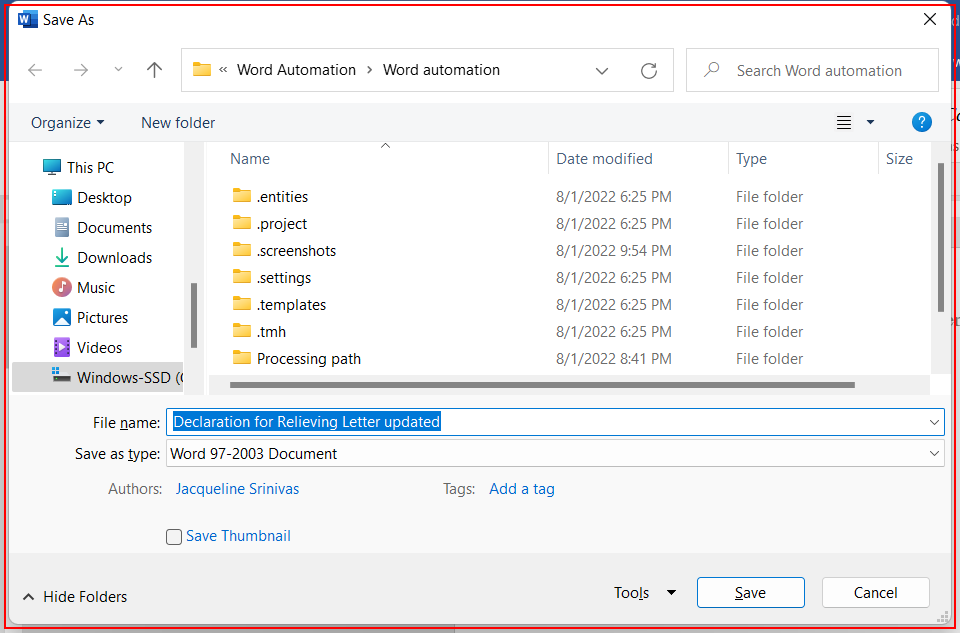 Save As
« Word Automation > Word automation
Search Word automation
Organize New folder ?
Name Date modified Type Size
This PC
Desktop
Documents
Downloads
Music
Pictures
Videos
Windows-SSD (
.entities 8/1/2022 6:25 PM File folder
.project 8/1/2022 6:25 PM File folder
.screenshots 8/1/2022 9:54 PM File folder
.settings 8/1/2022 6:25 PM File folder
.templates 8/1/2022 6:25 PM File folder
.tmh 8/1/2022 6:25 PM File folder
Processing path 8/1/2022 8:41 PM File folder
File name: Declaration for Relieving Letter updated
Save as type: Word 97-2003 Document
Authors: Jacqueline Srinivas Tags: Add a tag
Save Thumbnail
Hide Folders Tools Save Cancel